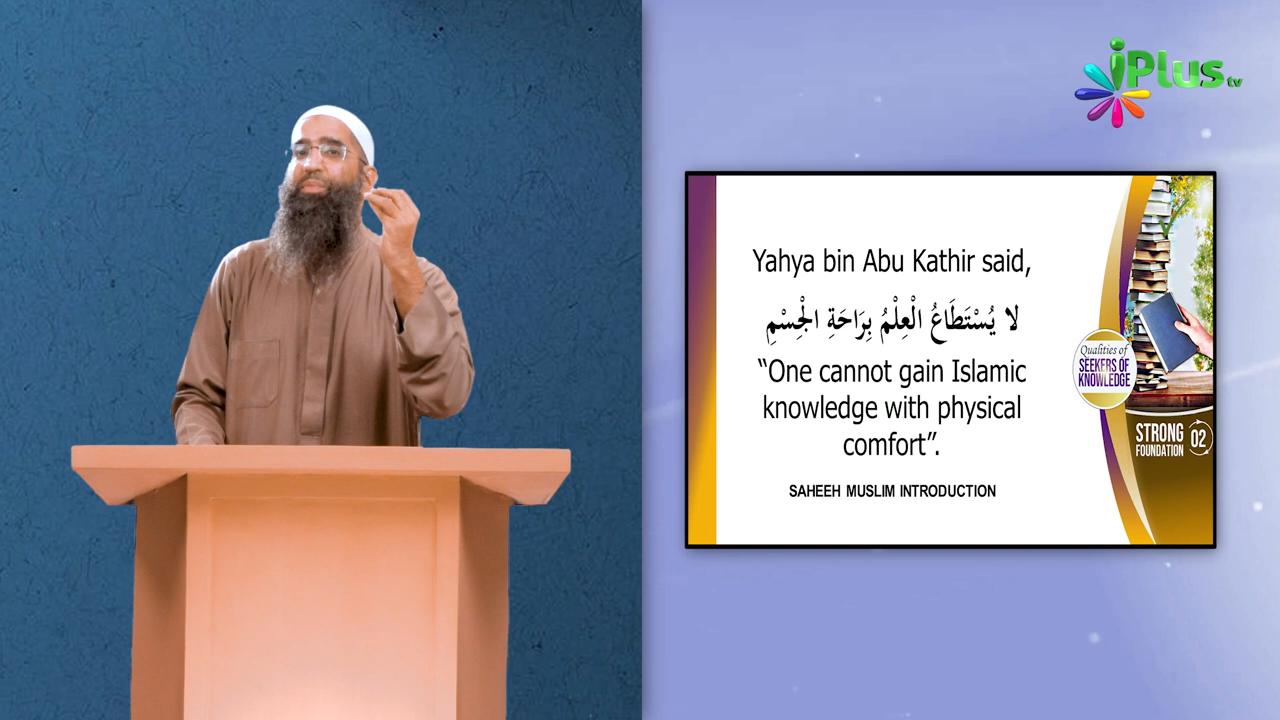 iPlus tv
Yahya bin Abu Kathir said,
لا يُسْتَطَاعُ الْعِلْمُ بِرَاحَةِ الْجِسْمِ
“One cannot gain Islamic
knowledge with physical
comfort”.
SAHEEH MUSLIM INTRODUCTION
Qualities of
SEEKERS OF
KNOWLEDGE
STRONG
FOUNDATION
02